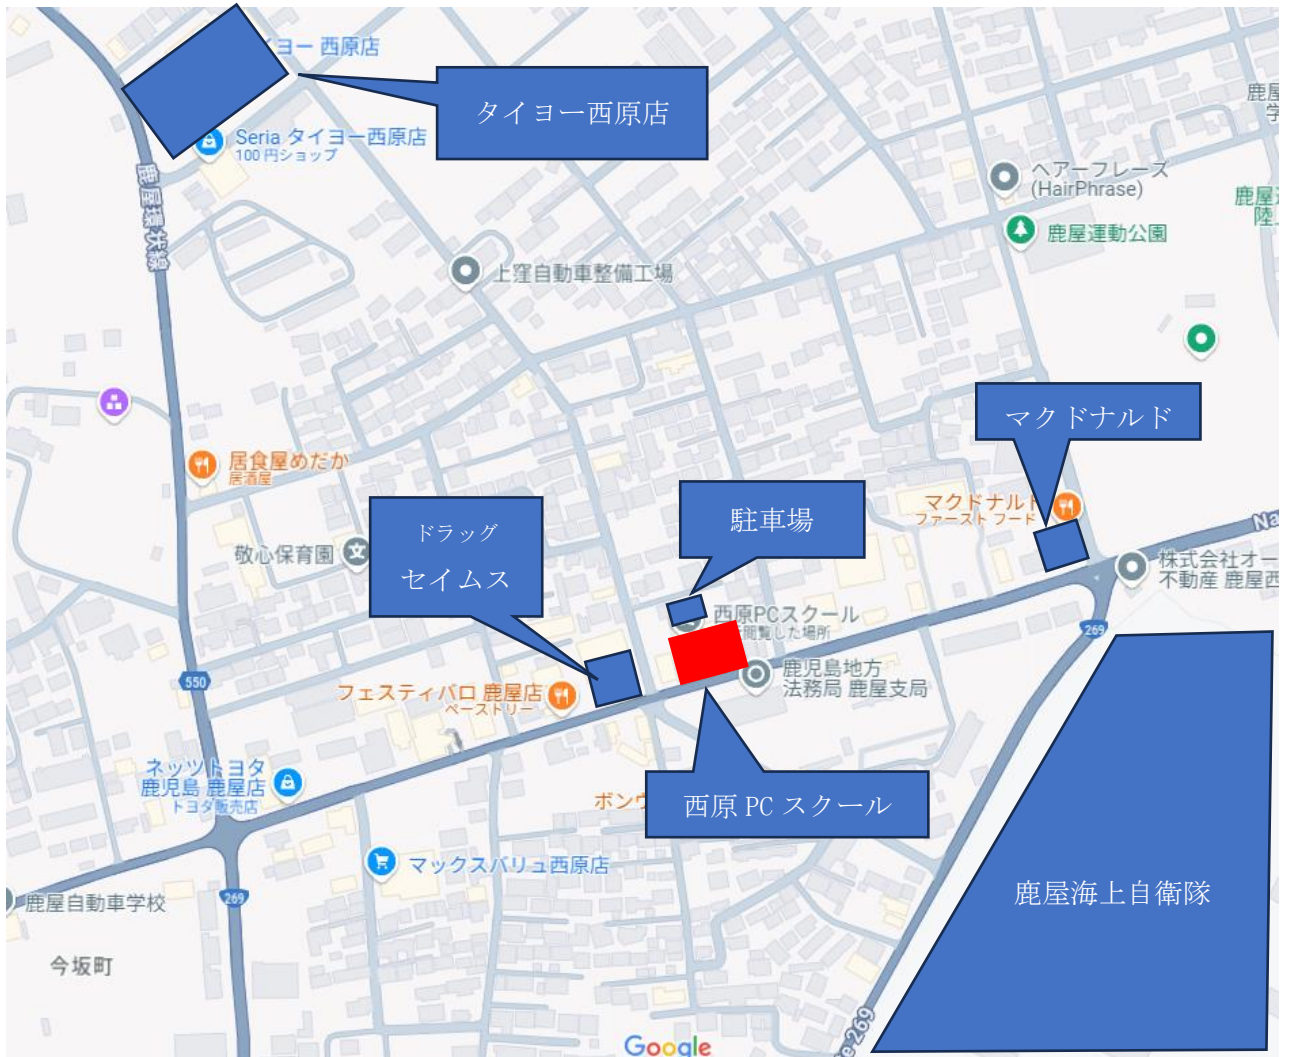 イヨー 西原店
タイヨー西原店
Seria タイヨー西原店
100 円ショップ
鹿屋環状線
ヘアーフレーズ
(HairPhrase)
鹿屋運動公園
上窪自動車整備工場
マクドナルド
居食屋めだか
居酒屋
マクドナルド
ファースト フード
ドラッグ
セイムス
駐車場
敬心保育園
株式会社オー
不動産 鹿屋西
西原PCスクール
閲覧した場所
269
鹿児島地方
法務局 鹿屋支局
550
フェスティバロ 鹿屋店
ペーストリー
ネッツトヨタ
鹿児島 鹿屋店
トヨタ販売店
ボンヴ
西原 PC スクール
マックスバリュ西原店
鹿屋海上自衛隊
鹿屋自動車学校
269
今坂町
Google
269